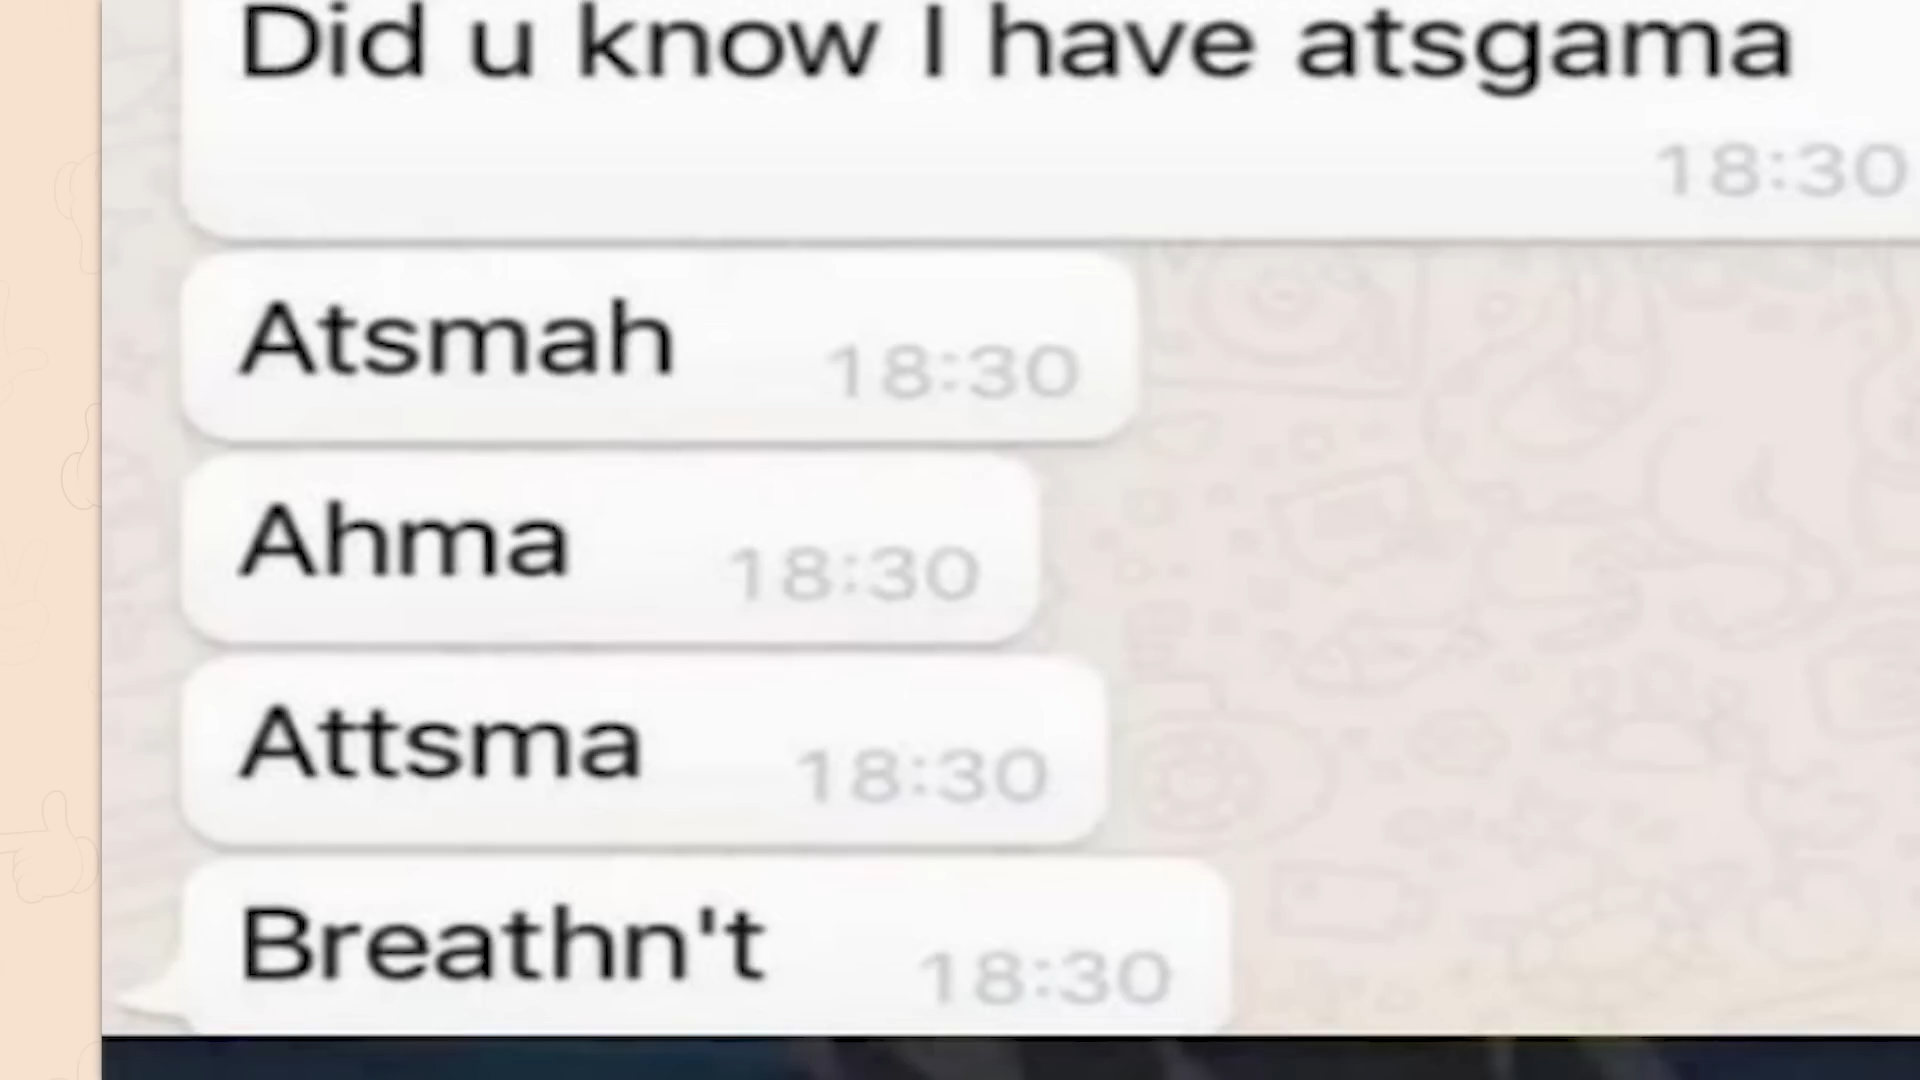 Did u know I have atsgama
18:30
Atsmah 18:30
Ahma 18:30
Attsma 18:30
Breathn't 18:30